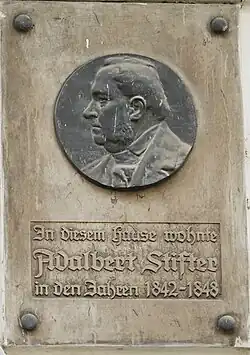 In diesem Hause wohnte
Adalbert Stifter
in den Jahren 1842-1848